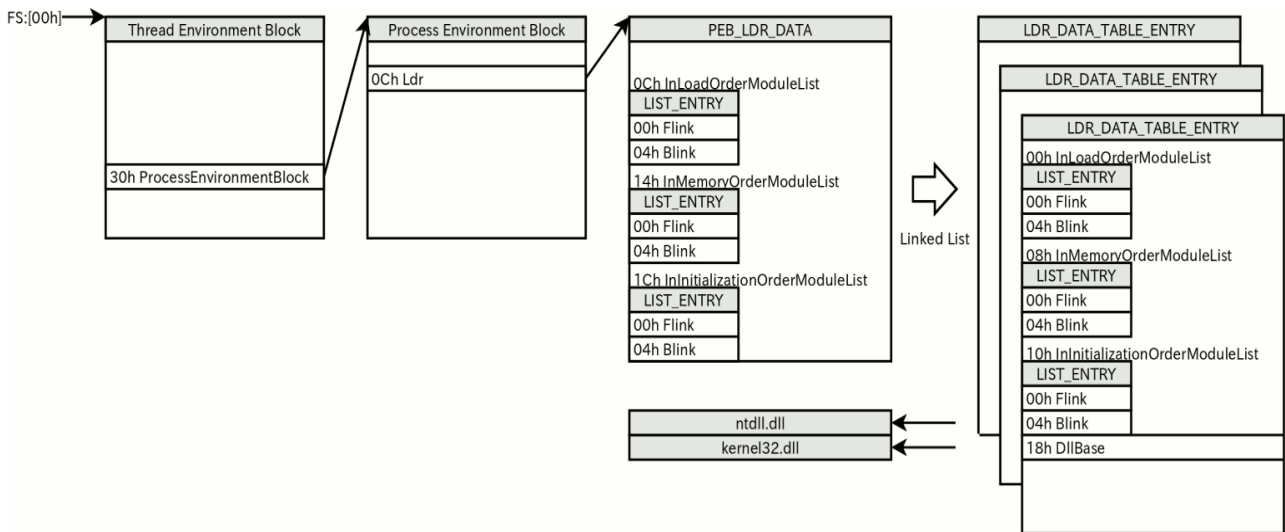 FS:[00h]
Thread Environment Block
30h ProcessEnvironmentBlock
Process Environment Block
0Ch Ldr
PEB_LDR_DATA
0Ch InLoadOrderModuleList
LIST_ENTRY
00h Flink
04h Blink
14h InMemoryOrderModuleList
LIST_ENTRY
00h Flink
04h Blink
1Ch InInitializationOrderModuleList
LIST_ENTRY
00h Flink
04h Blink
Linked List
ntdll.dll
kernel32.dll
LDR_DATA_TABLE_ENTRY
LDR_DATA_TABLE_ENTRY
LDR_DATA_TABLE_ENTRY
00h InLoadOrderModuleList
LIST_ENTRY
00h Flink
04h Blink
08h InMemoryOrderModuleList
LIST_ENTRY
00h Flink
04h Blink
10h InInitializationOrderModuleList
LIST_ENTRY
00h Flink
04h Blink
18h DllBase